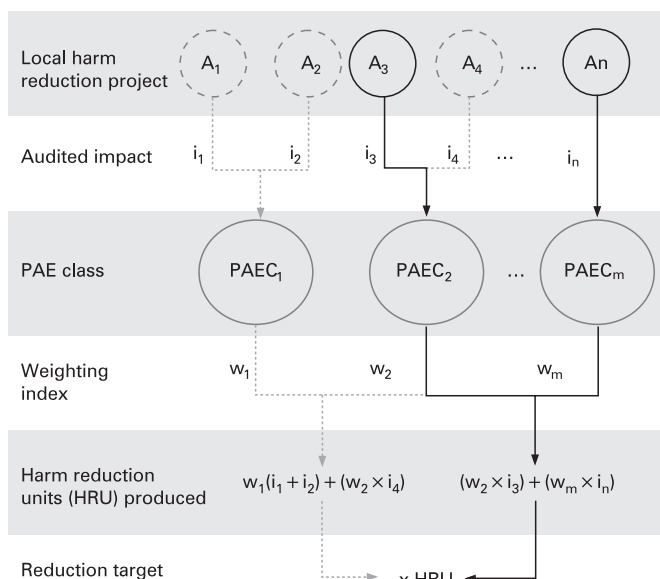 Local harm
reduction project
A₁ A₂ A₃ A₄ ... An
Audited impact
i₁ i₂ i₃ i₄ ... iₙ
PAE class
PAEC₁ PAEC₂ ... PAECₘ
Weighting
index
w₁ w₂ wₘ
Harm reduction
units (HRU) produced
w₁(i₁ + i₂) + (w₂ × i₄) (w₂ × i₃) + (wₘ × iₙ)
Reduction target
x HRU